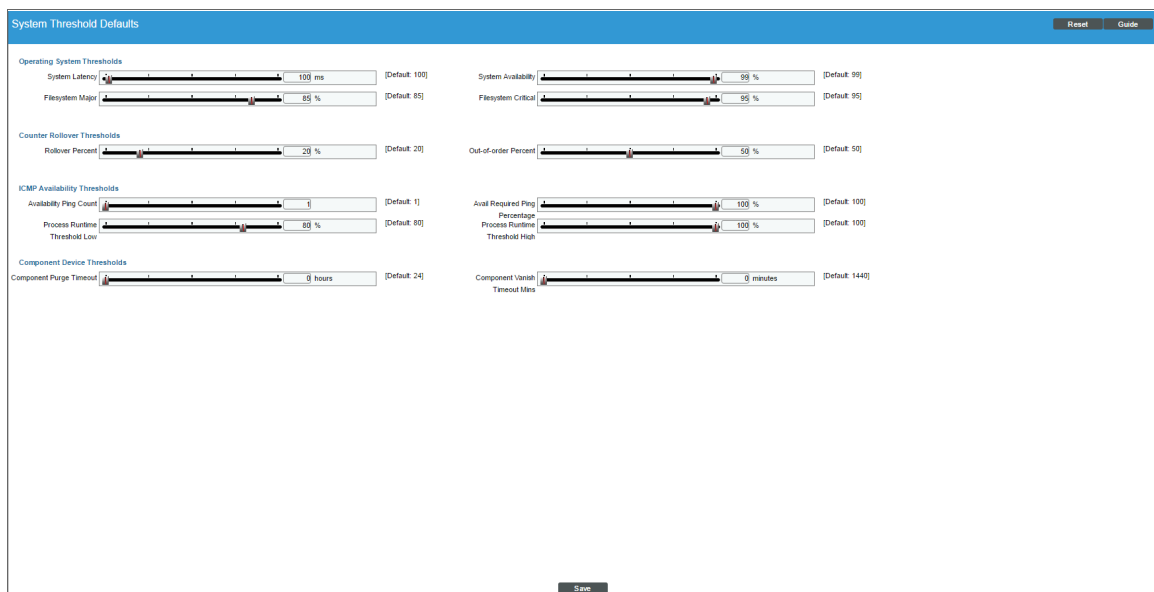 System Threshold Defaults
Reset Guide
Operating System Thresholds
System Latency 100 ms [Default: 100] System Availability 99 % [Default: 99]
Filesystem Major 85 % [Default: 85] Filesystem Critical 95 % [Default: 95]
Counter Rollover Thresholds
Rollover Percent 20 % [Default: 20] Out-of-order Percent 50 % [Default: 50]
ICMP Availability Thresholds
Availability Ping Count 1 [Default: 1] Avail Required Ping Percentage 100 % [Default: 100]
Process Runtime Threshold Low 80 % [Default: 80] Process Runtime Threshold High 100 % [Default: 100]
Component Device Thresholds
Component Purge Timeout 0 hours [Default: 24] Component Vanish Timeout Mins 0 minutes [Default: 1440]
Save